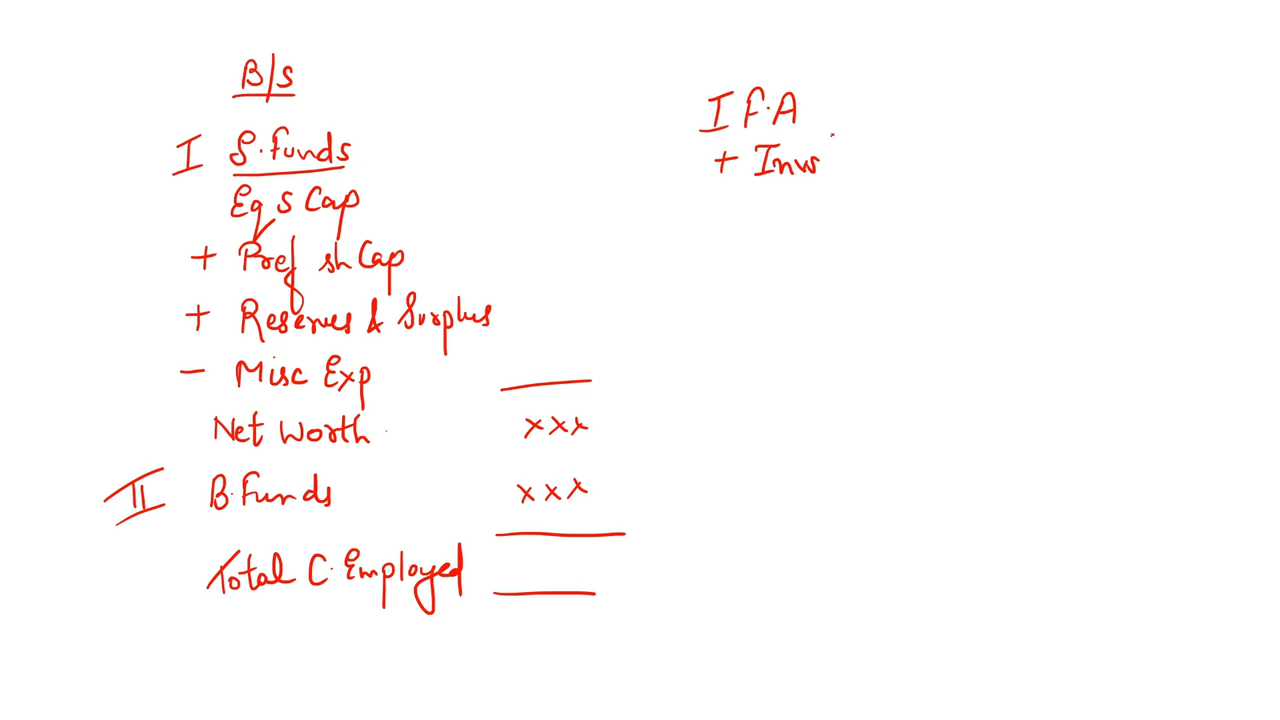 B/S
I S.Funds
Eq S Cap
+ Pref sh Cap
+ Reserves & Surplus
- Misc Exp
Net Worth xxx
II B.Funds xxx
Total C.Employed
I F.A
+ Inv